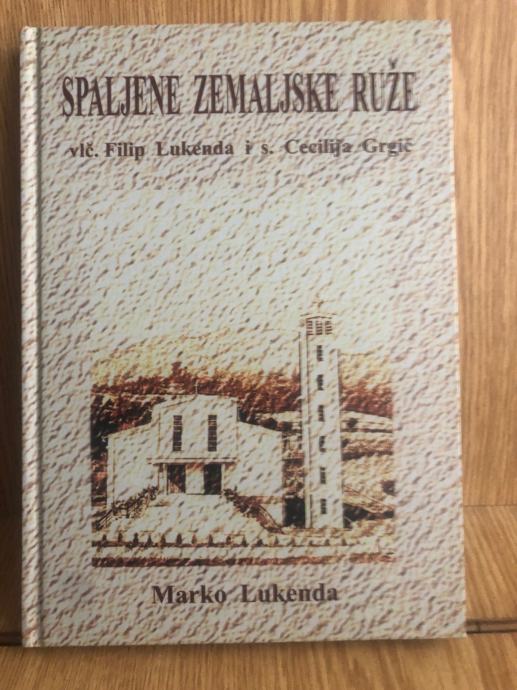 SPALJENE ZEMALJSKE RUŽE
vlč. Filip Lukenda i s. Cecilija Grgić
Marko Lukenda